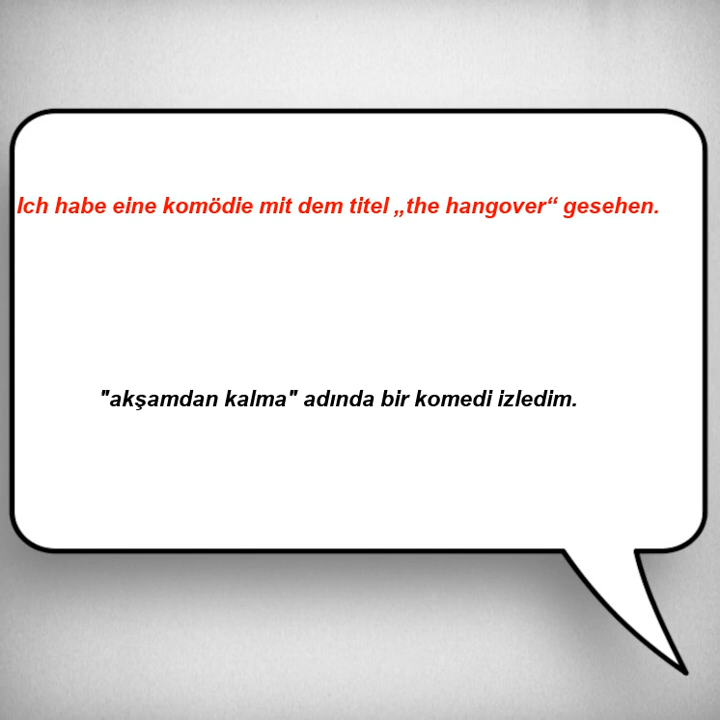 Ich habe eine komödie mit dem titel „the hangover“ gesehen.
"akşamdan kalma" adında bir komedi izledim.